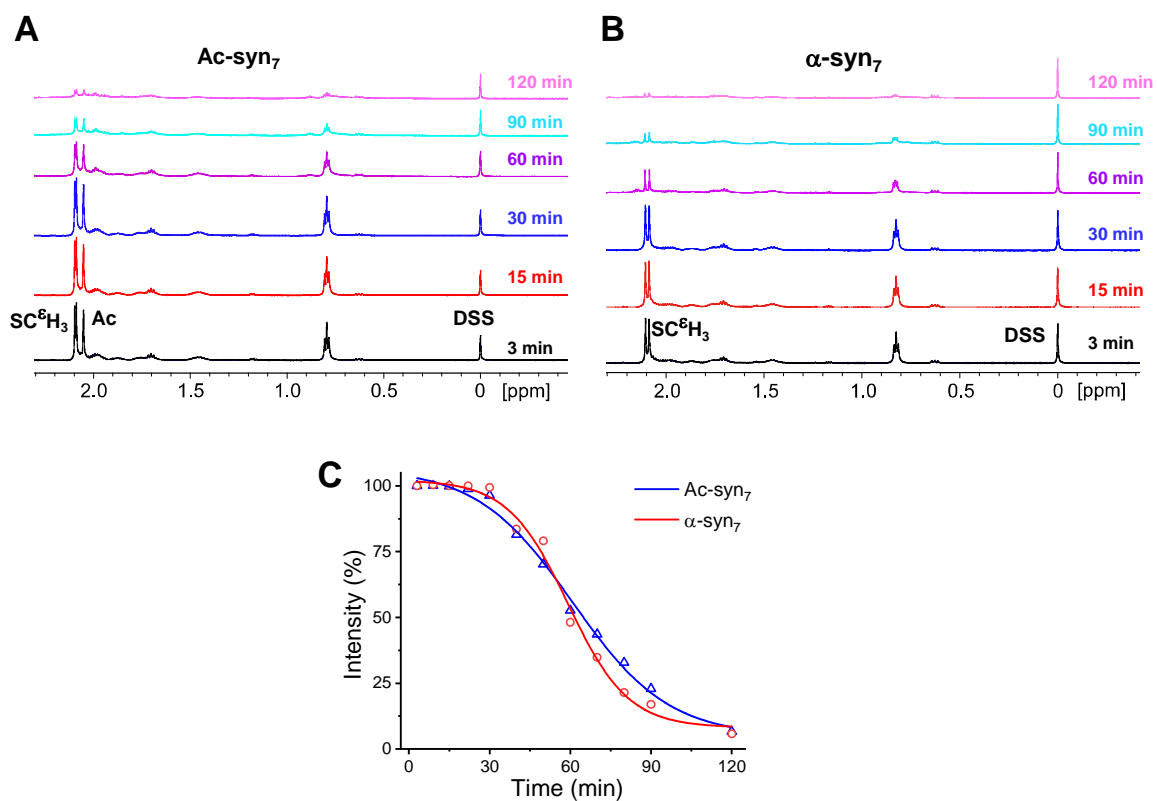 A
Ac-syn₇
120 min
90 min
60 min
30 min
15 min
SCᵋH₃ Ac DSS 3 min
2.0 1.5 1.0 0.5 0 [ppm]
B
α-syn₇
120 min
90 min
60 min
30 min
15 min
SCᵋH₃ DSS 3 min
2.0 1.5 1.0 0.5 0 [ppm]
C
Ac-syn₇
α-syn₇
Intensity (%)
100
75
50
25
0
0 30 60 90 120
Time (min)